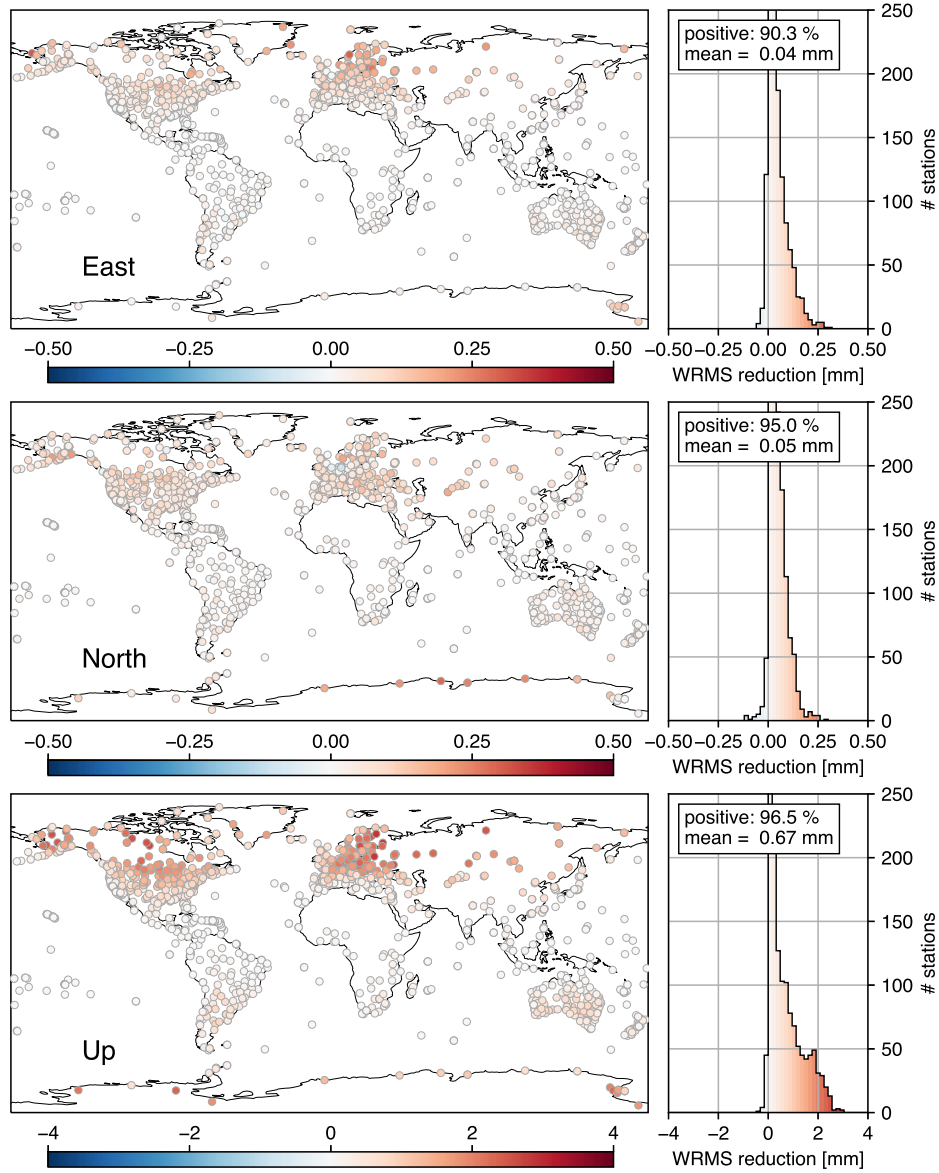 positive: 90.3 %
mean = 0.04 mm
250
200
150
100
50
0
# stations
East
−0.50 −0.25 0.00 0.25 0.50
−0.50 −0.25 0.00 0.25 0.50
WRMS reduction [mm]
positive: 95.0 %
mean = 0.05 mm
250
200
150
100
50
0
# stations
North
−0.50 −0.25 0.00 0.25 0.50
−0.50 −0.25 0.00 0.25 0.50
WRMS reduction [mm]
positive: 96.5 %
mean = 0.67 mm
250
200
150
100
50
0
# stations
Up
−4 −2 0 2 4
−4 −2 0 2 4
WRMS reduction [mm]